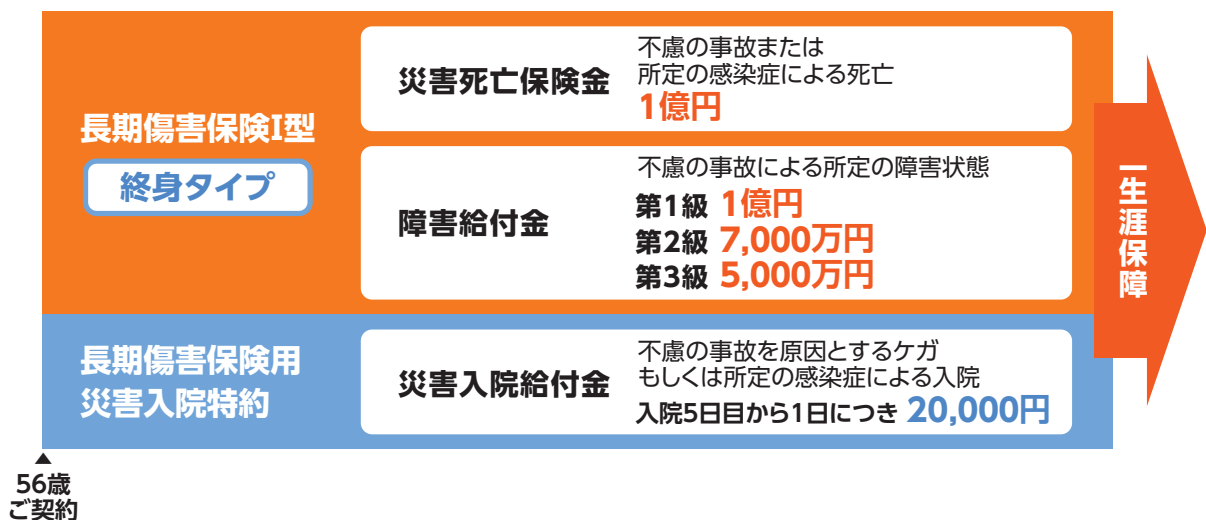 長期傷害保険I型
終身タイプ
災害死亡保険金
不慮の事故または
所定の感染症による死亡
1億円
障害給付金
不慮の事故による所定の障害状態
第1級 1億円
第2級 7,000万円
第3級 5,000万円
長期傷害保険用
災害入院特約
災害入院給付金
不慮の事故を原因とするケガ
もしくは所定の感染症による入院
入院5日目から1日につき 20,000円
一生涯保障
▲
56歳
ご契約